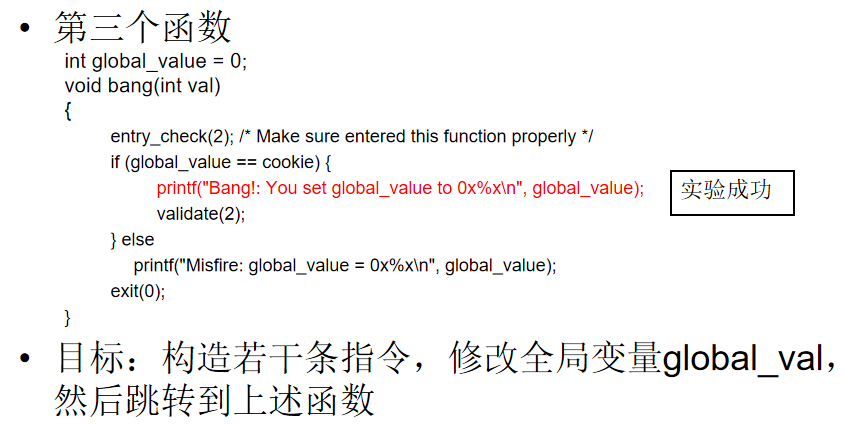 • 第三个函数
int global_value = 0;
void bang(int val)
{
entry_check(2); /* Make sure entered this function properly */
if (global_value == cookie) {
printf("Bang!: You set global_value to 0x%x\n", global_value);
实验成功
validate(2);
} else
printf("Misfire: global_value = 0x%x\n", global_value);
exit(0);
}
• 目标：构造若干条指令，修改全局变量global_val，
然后跳转到上述函数